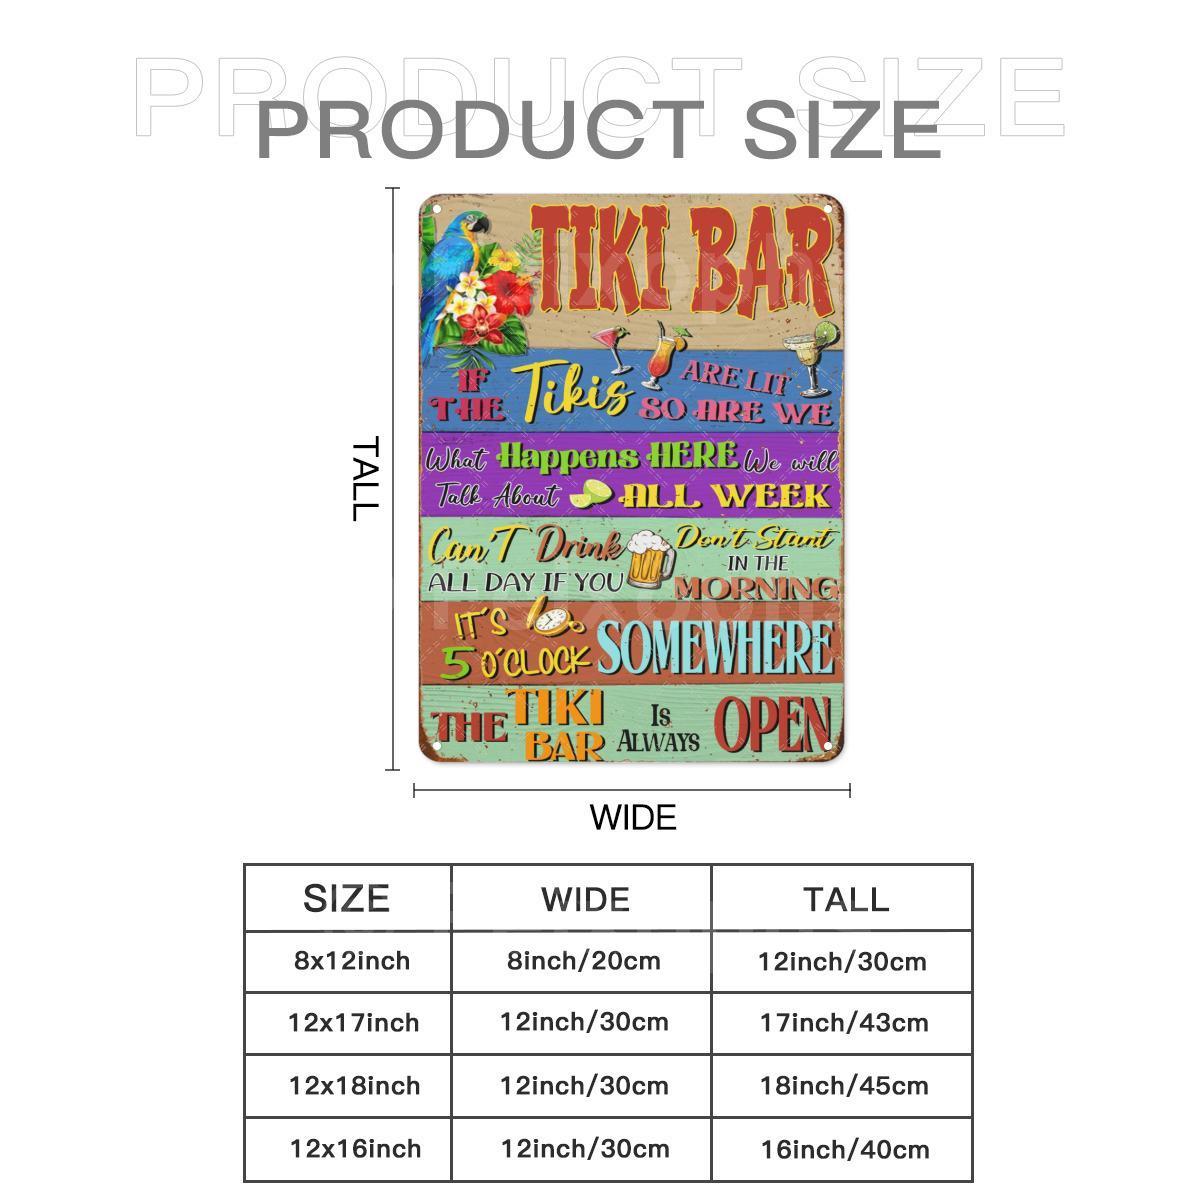 PRODUCT SIZE
PRODUCT SIZE
TIKI BAR
IF THE Tikis ARE LIT SO ARE WE
What Happens HERE We will
Talk About ALL WEEK
Can'T Drink
ALL DAY IF YOU
Don't Stant
IN THE
MORNING
IT'S
5 O'CLOCK SOMEWHERE
THE TIKI BAR Is ALWAYS OPEN
TALL
WIDE
SIZE WIDE TALL
8x12inch 8inch/20cm 12inch/30cm
12x17inch 12inch/30cm 17inch/43cm
12x18inch 12inch/30cm 18inch/45cm
12x16inch 12inch/30cm 16inch/40cm